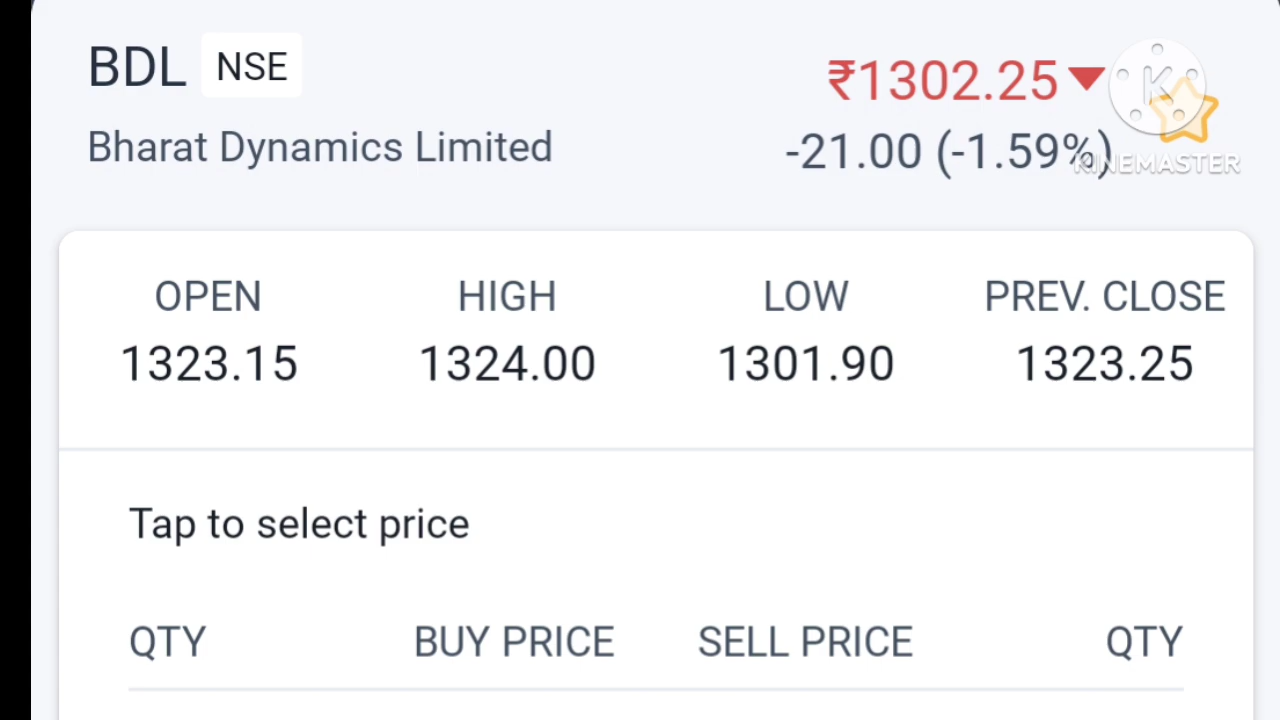 BDL NSE
₹1302.25
Bharat Dynamics Limited
-21.00 (-1.59%)
K
KINEMASTER
OPEN HIGH LOW PREV. CLOSE
1323.15 1324.00 1301.90 1323.25
Tap to select price
QTY BUY PRICE SELL PRICE QTY